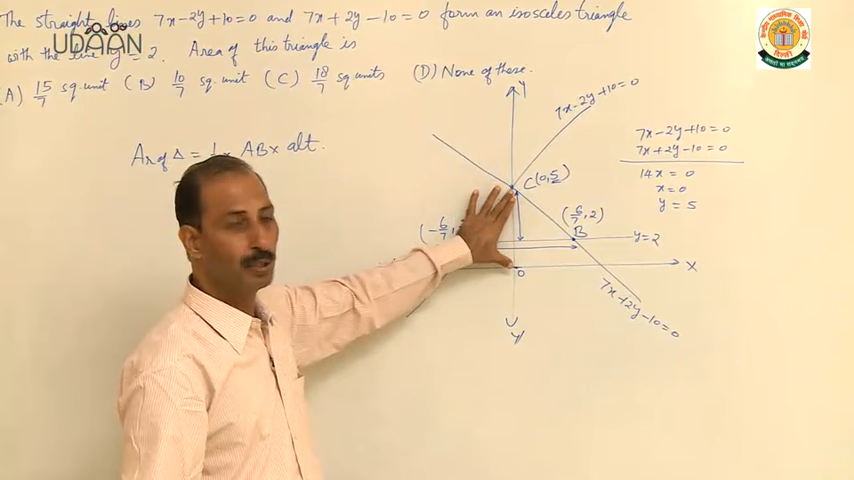 The straight lines 7x-2y+10=0 and 7x+2y-10=0 form an isosceles triangle
UDAAN
with the line y=2. Area of this triangle is
(A) 15/7 sq.unit (B) 10/7 sq.unit (C) 18/7 sq units (D) None of these.
Ar of Δ = 1/2 x AB x alt.
Y
7x-2y+10=0
7x-2y+10=0
7x+2y-10=0
14x=0
x=0
y=5
C(0,5)
(6/7,2)
B
(-6/7,
y=2
X
O
7x+2y-10=0
Y'